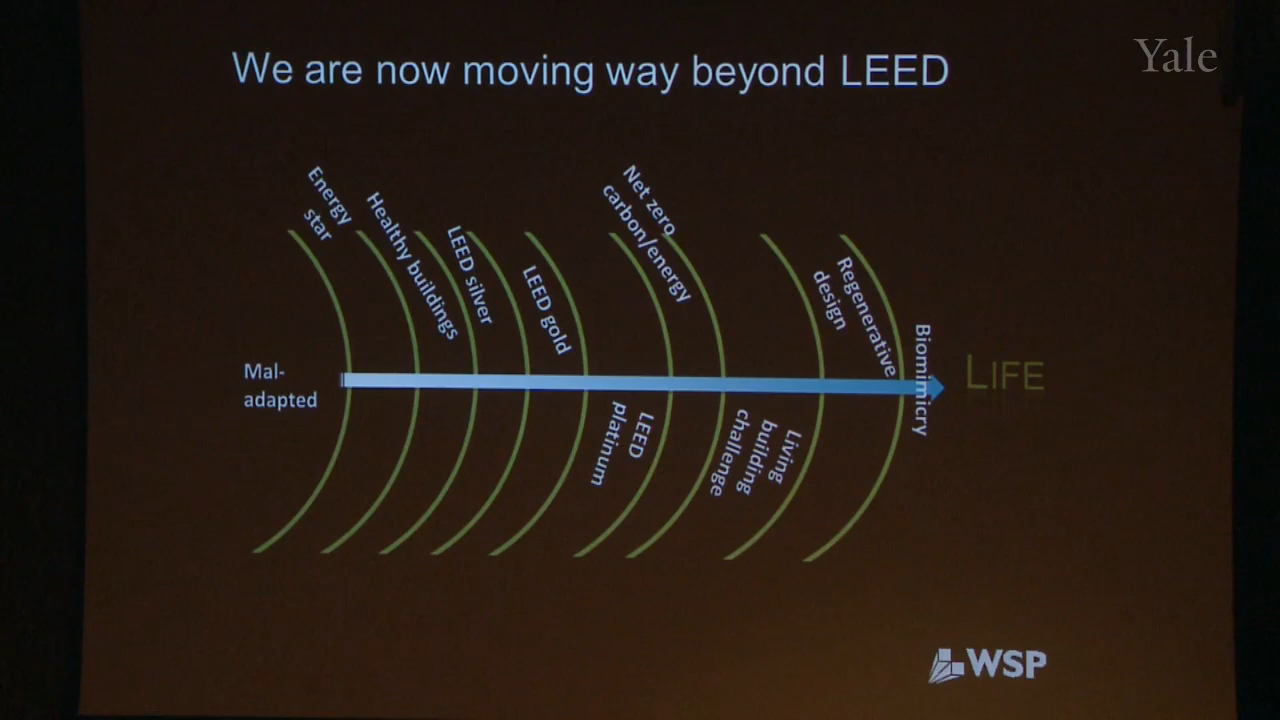 We are now moving way beyond LEED
Yale
Energy
star
Healthy buildings
LEED silver
LEED gold
Net zero
carbon/energy
Regenerative
design
Biomimicry
Mal-
adapted
LIFE
LEED
platinum
Living
building
challenge
WSP